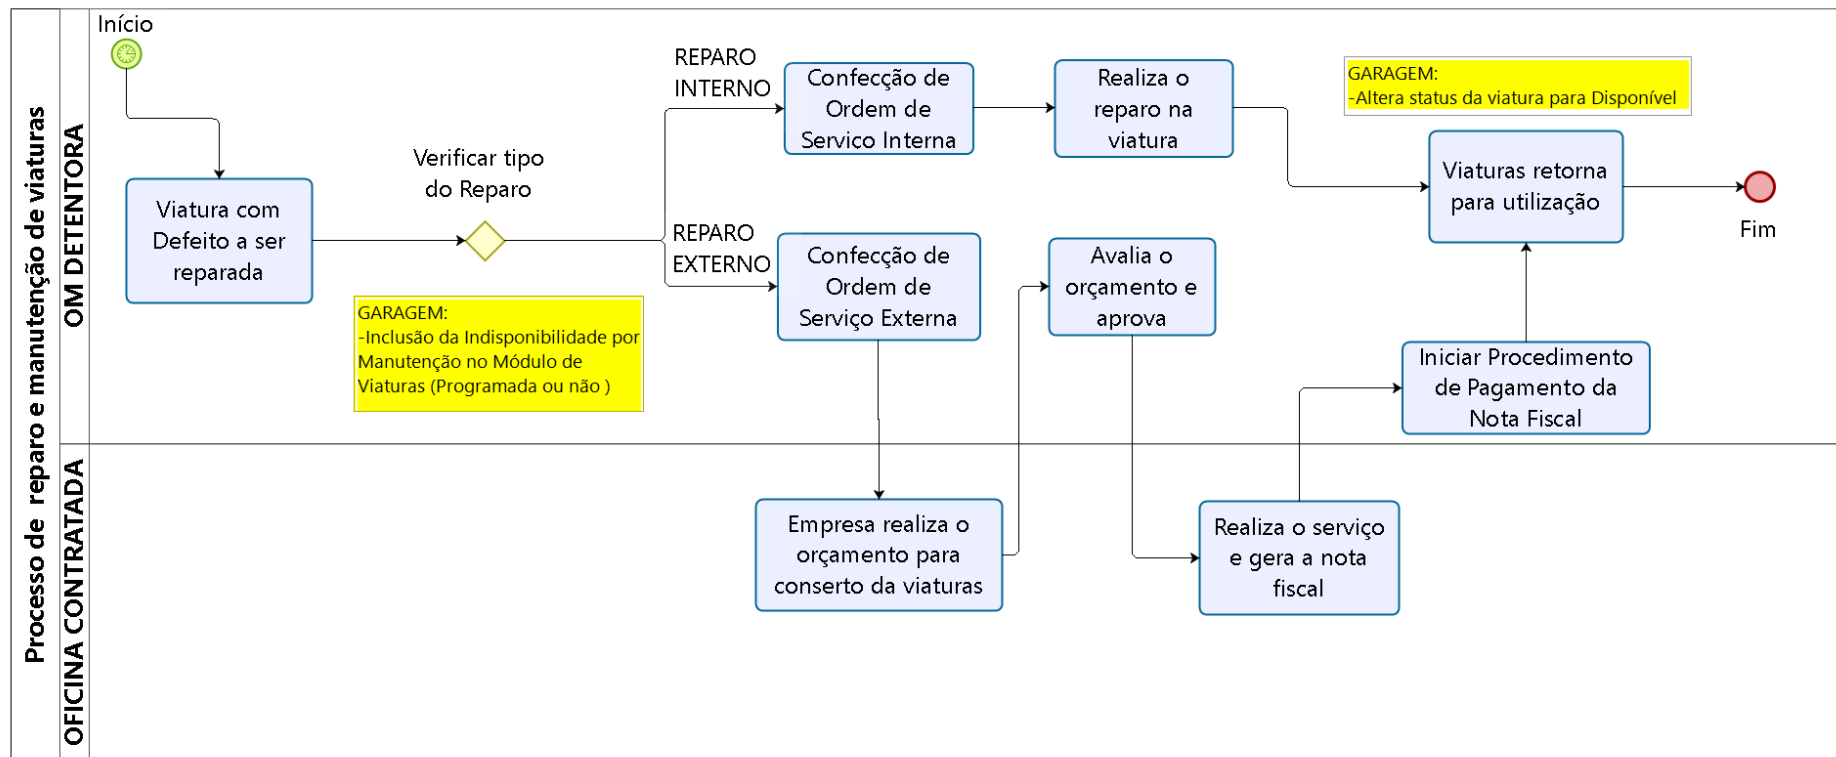 Processo de  reparo e manutenção de viaturas
OM DETENTORA
OFICINA CONTRATADA
Início
Viatura com
Defeito a ser
reparada
Verificar tipo
do Reparo
GARAGEM:
-Inclusão da Indisponibilidade por
Manutenção no Módulo de
Viaturas (Programada ou não )
REPARO
INTERNO
Confecção de
Ordem de
Servico Interna
Realiza o
reparo na
viatura
REPARO
EXTERNO
Confecção de
Ordem de
Serviço Externa
Empresa realiza o
orçamento para
conserto da viaturas
Avalia o
orçamento e
aprova
Realiza o serviço
e gera a nota
fiscal
Iniciar Procedimento
de Pagamento da
Nota Fiscal
GARAGEM:
-Altera status da viatura para Disponível
Viaturas retorna
para utilização
Fim